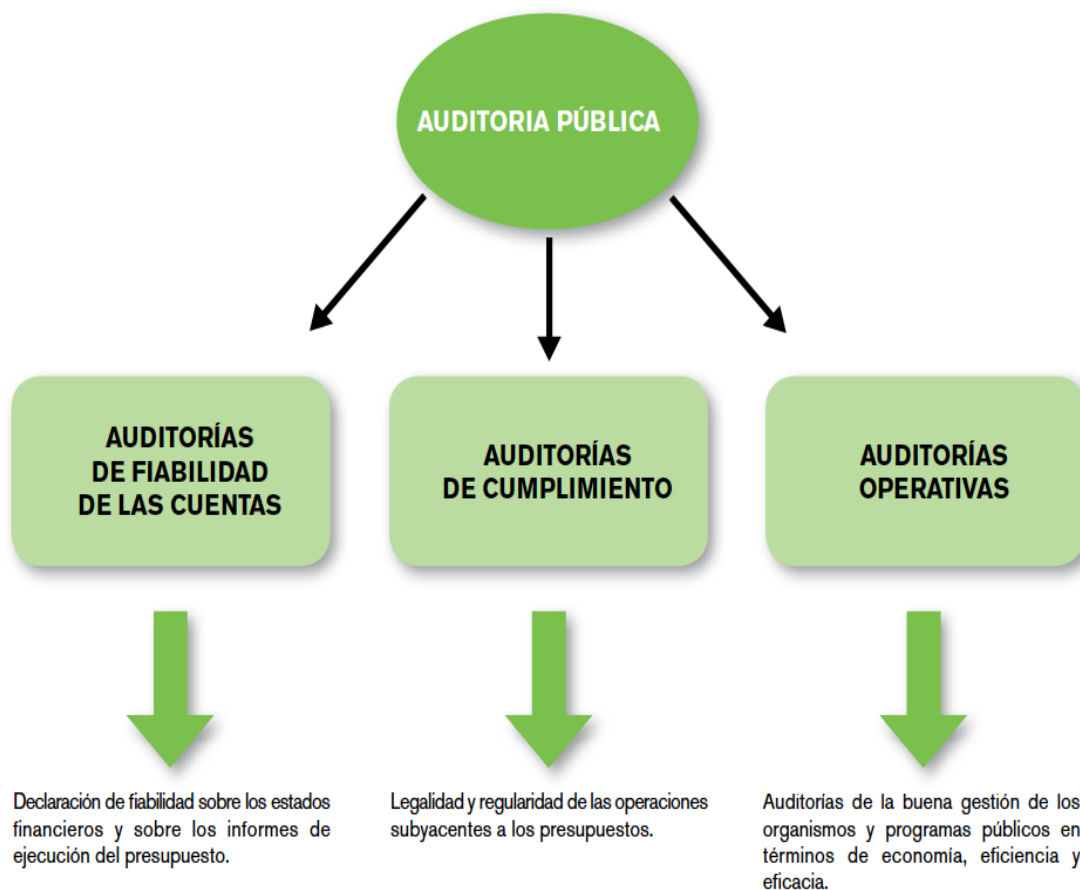 AUDITORIA PÚBLICA
AUDITORÍAS
DE FIABILIDAD
DE LAS CUENTAS
AUDITORÍAS
DE CUMPLIMIENTO
AUDITORÍAS
OPERATIVAS
Declaración de fiabilidad sobre los estados
financieros y sobre los informes de
ejecución del presupuesto.
Legalidad y regularidad de las operaciones
subyacentes a los presupuestos.
Auditorías de la buena gestión de los
organismos y programas públicos en
términos de economía, eficiencia y
eficacia.